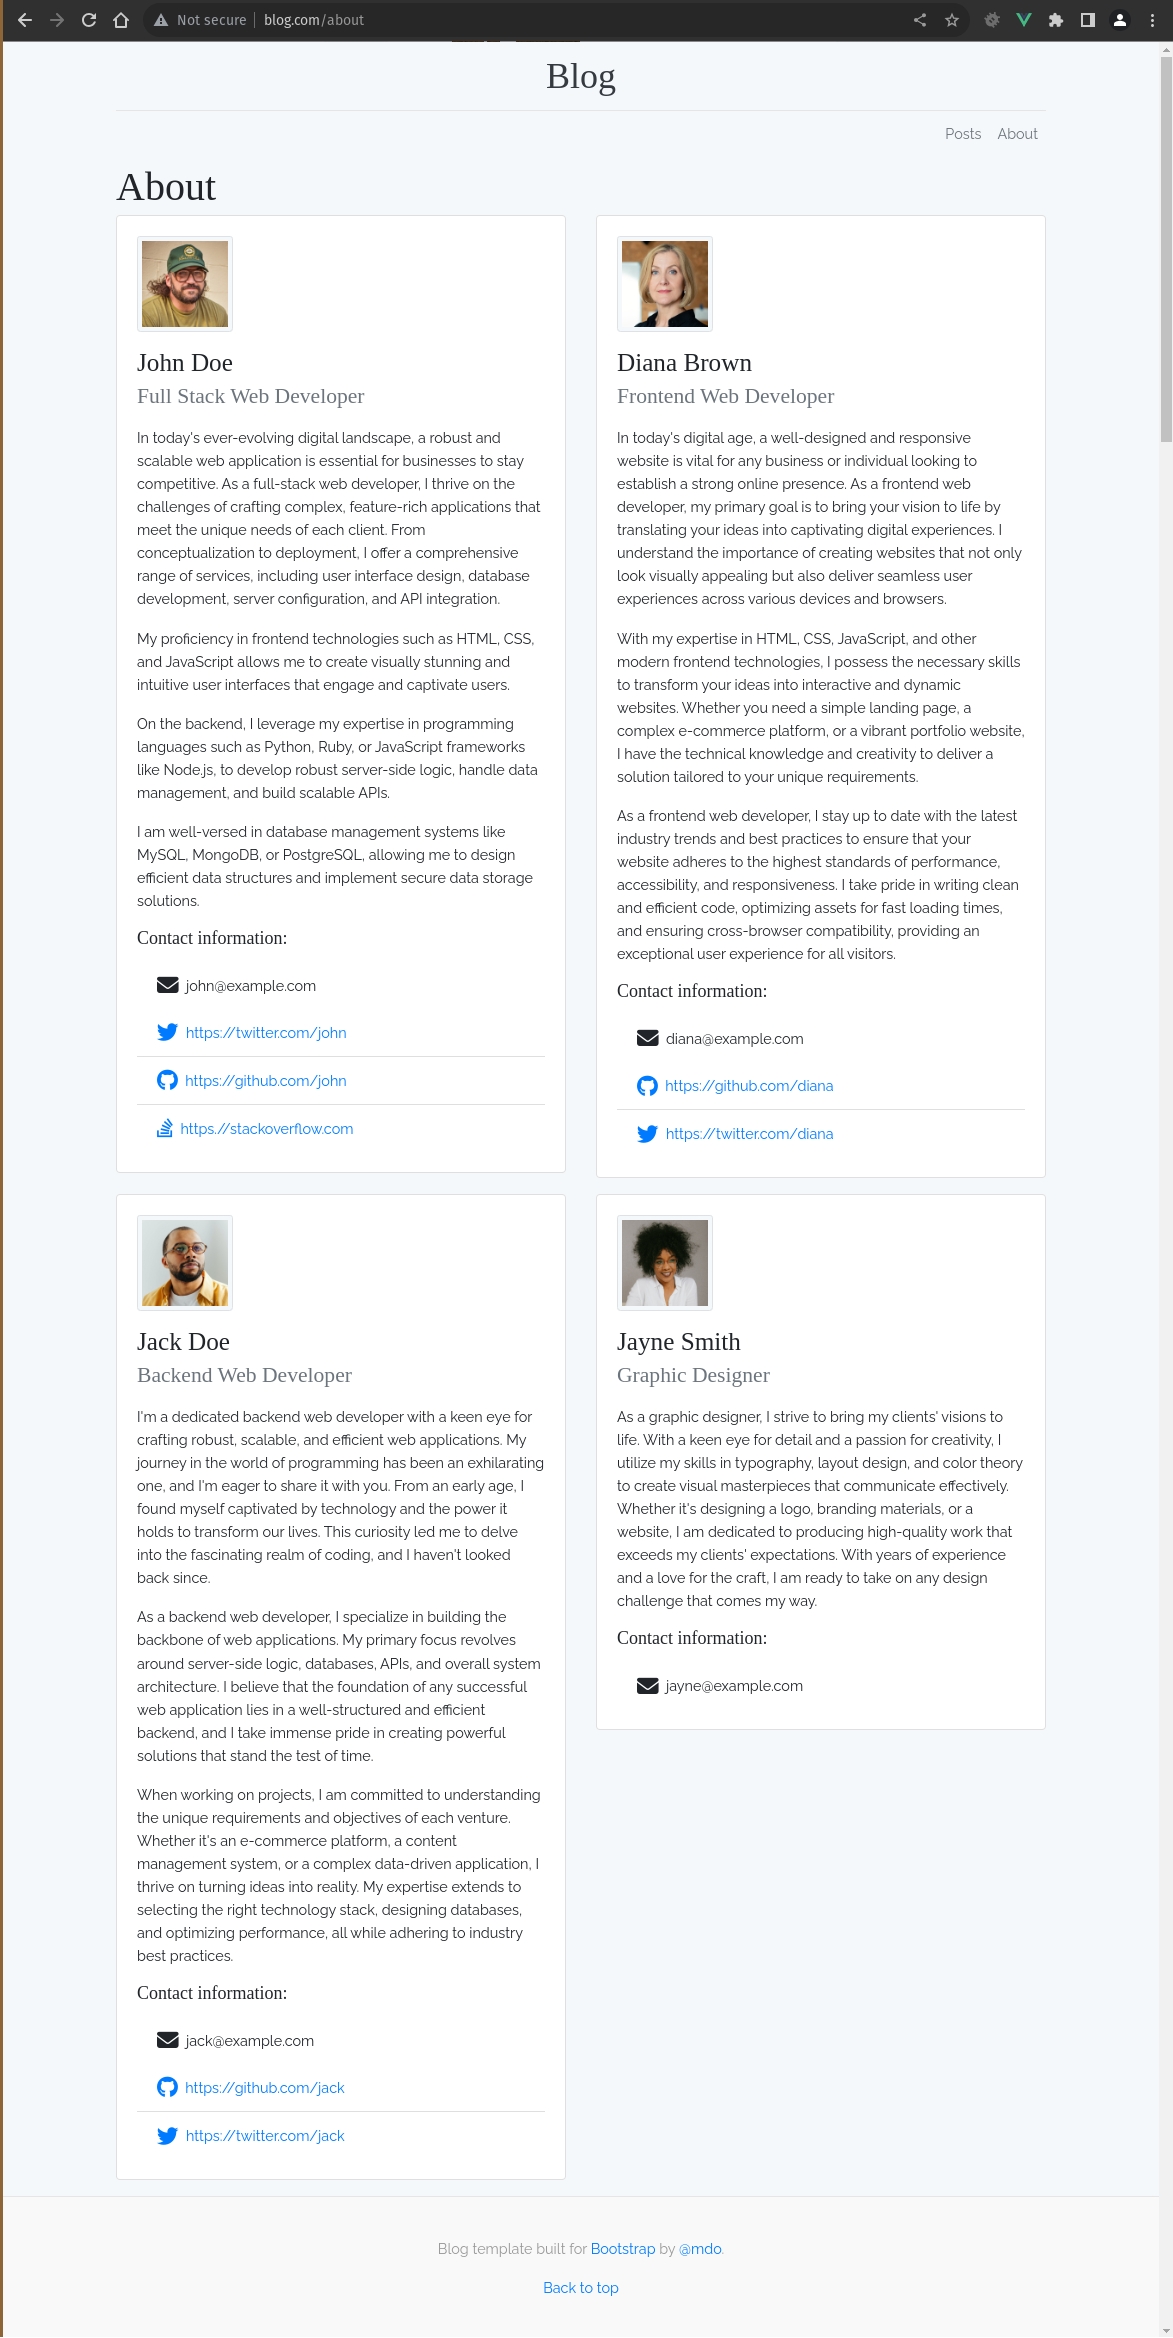 Not secure
blog.com/about
Blog
Posts About
About
John Doe
Full Stack Web Developer
In today's ever-evolving digital landscape, a robust and
scalable web application is essential for businesses to stay
competitive. As a full-stack web developer, I thrive on the
challenges of crafting complex, feature-rich applications that
meet the unique needs of each client. From
conceptualization to deployment, I offer a comprehensive
range of services, including user interface design, database
development, server configuration, and API integration.
My proficiency in frontend technologies such as HTML, CSS,
and JavaScript allows me to create visually stunning and
intuitive user interfaces that engage and captivate users.
On the backend, I leverage my expertise in programming
languages such as Python, Ruby, or JavaScript frameworks
like Node.js, to develop robust server-side logic, handle data
management, and build scalable APIs.
I am well-versed in database management systems like
MySQL, MongoDB, or PostgreSQL, allowing me to design
efficient data structures and implement secure data storage
solutions.
Contact information:
john@example.com
https://twitter.com/john
https://github.com/john
https.//stackoverflow.com
Diana Brown
Frontend Web Developer
In today's digital age, a well-designed and responsive
website is vital for any business or individual looking to
establish a strong online presence. As a frontend web
developer, my primary goal is to bring your vision to life by
translating your ideas into captivating digital experiences. I
understand the importance of creating websites that not only
look visually appealing but also deliver seamless user
experiences across various devices and browsers.
With my expertise in HTML, CSS, JavaScript, and other
modern frontend technologies, I possess the necessary skills
to transform your ideas into interactive and dynamic
websites. Whether you need a simple landing page, a
complex e-commerce platform, or a vibrant portfolio website,
I have the technical knowledge and creativity to deliver a
solution tailored to your unique requirements.
As a frontend web developer, I stay up to date with the latest
industry trends and best practices to ensure that your
website adheres to the highest standards of performance,
accessibility, and responsiveness. I take pride in writing clean
and efficient code, optimizing assets for fast loading times,
and ensuring cross-browser compatibility, providing an
exceptional user experience for all visitors.
Contact information:
diana@example.com
https://github.com/diana
https://twitter.com/diana
Jack Doe
Backend Web Developer
I'm a dedicated backend web developer with a keen eye for
crafting robust, scalable, and efficient web applications. My
journey in the world of programming has been an exhilarating
one, and I'm eager to share it with you. From an early age, I
found myself captivated by technology and the power it
holds to transform our lives. This curiosity led me to delve
into the fascinating realm of coding, and I haven't looked
back since.
As a backend web developer, I specialize in building the
backbone of web applications. My primary focus revolves
around server-side logic, databases, APIs, and overall system
architecture. I believe that the foundation of any successful
web application lies in a well-structured and efficient
backend, and I take immense pride in creating powerful
solutions that stand the test of time.
When working on projects, I am committed to understanding
the unique requirements and objectives of each venture.
Whether it's an e-commerce platform, a content
management system, or a complex data-driven application, I
thrive on turning ideas into reality. My expertise extends to
selecting the right technology stack, designing databases,
and optimizing performance, all while adhering to industry
best practices.
Contact information:
jack@example.com
https://github.com/jack
https://twitter.com/jack
Jayne Smith
Graphic Designer
As a graphic designer, I strive to bring my clients' visions to
life. With a keen eye for detail and a passion for creativity, I
utilize my skills in typography, layout design, and color theory
to create visual masterpieces that communicate effectively.
Whether it's designing a logo, branding materials, or a
website, I am dedicated to producing high-quality work that
exceeds my clients' expectations. With years of experience
and a love for the craft, I am ready to take on any design
challenge that comes my way.
Contact information:
jayne@example.com
Blog template built for Bootstrap by @mdo.
Back to top